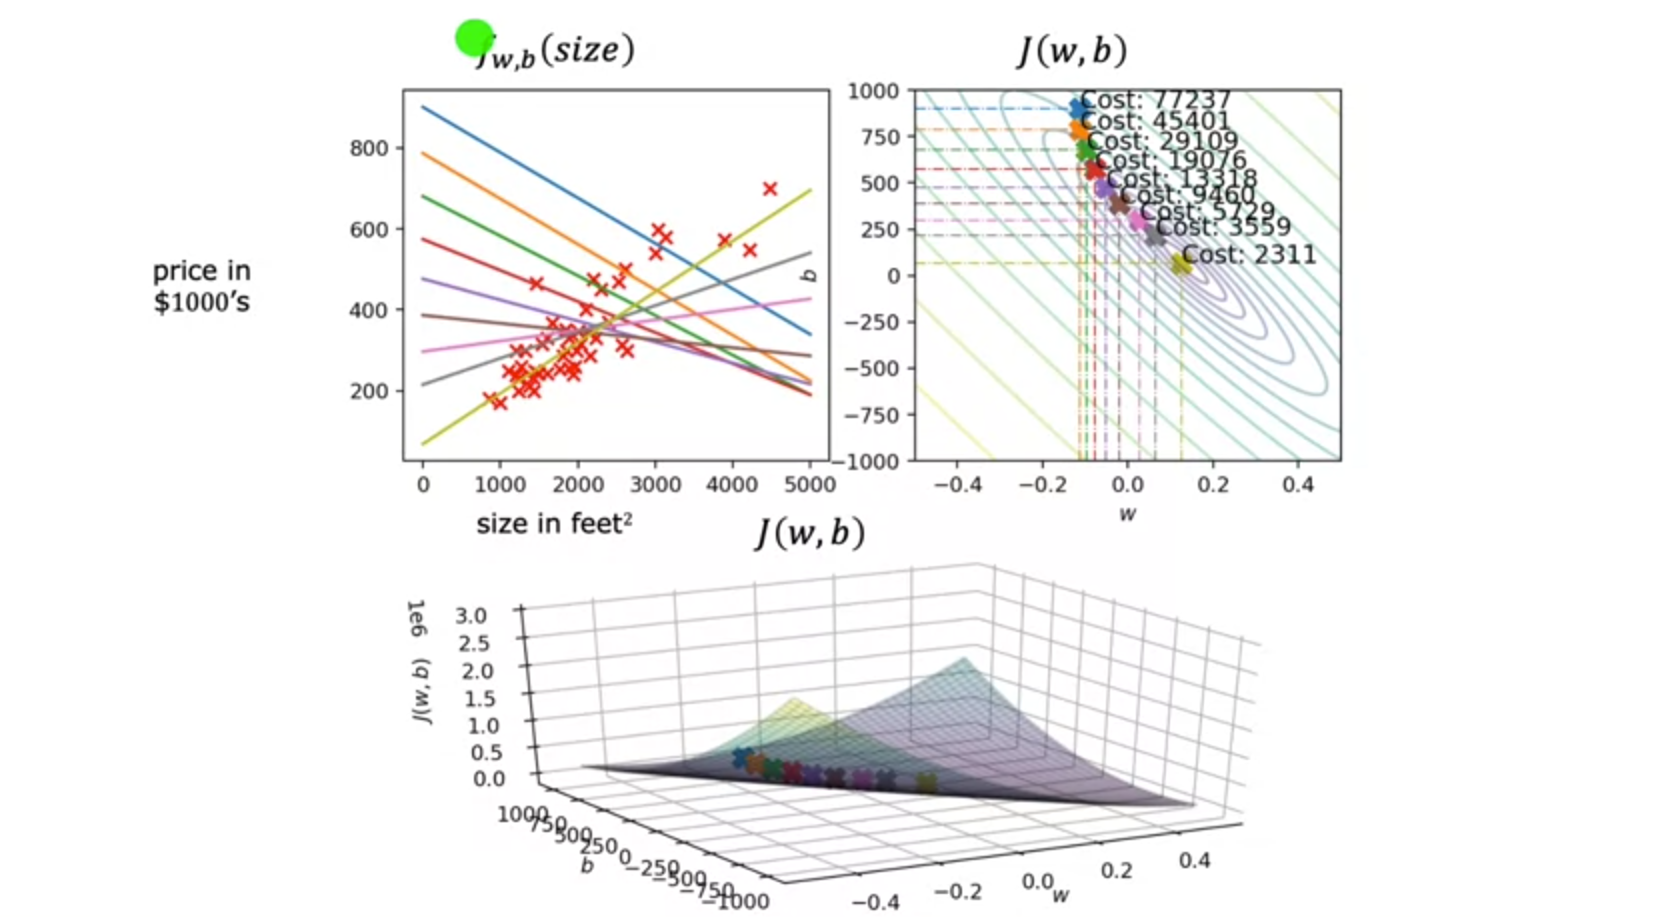 f w,b (size)
J(w, b)
800
600
400
200
price in
$1000's
0 1000 2000 3000 4000 5000
size in feet²
1000
750
500
250
0
−250
−500
−750
−1000
b
Cost: 77237
Cost: 45401
Cost: 29109
Cost: 19076
Cost: 13318
Cost: 9460
Cost: 5729
Cost: 3559
Cost: 2311
−0.4 −0.2 0.0 0.2 0.4
w
J(w, b)
1e6
J(w, b)
3.0
2.5
2.0
1.5
1.0
0.5
0.0
1000
750
500
250
0
−250
−500
−750
−1000
b
−0.4 −0.2 0.0 0.2 0.4
w